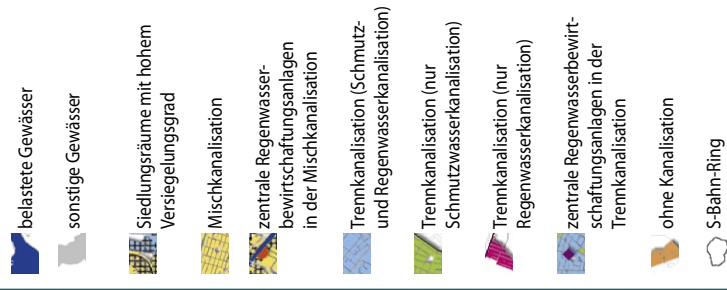 belastete Gewässer
sonstige Gewässer
Siedlungsräume mit hohem
Versiegelungsgrad
Mischkanalisation
zentrale Regenwasser-
bewirtschaftungsanlagen
in der Mischkanalisation
Trennkanalisation (Schmutz-
und Regenwasserkanalisation)
Trennkanalisation (nur
Schmutzwasserkanalisation)
Trennkanalisation (nur
Regenwasserkanalisation)
zentrale Regenwasserbewirt-
schaftungsanlagen in der
Trennkanalisation
ohne Kanalisation
S-Bahn-Ring